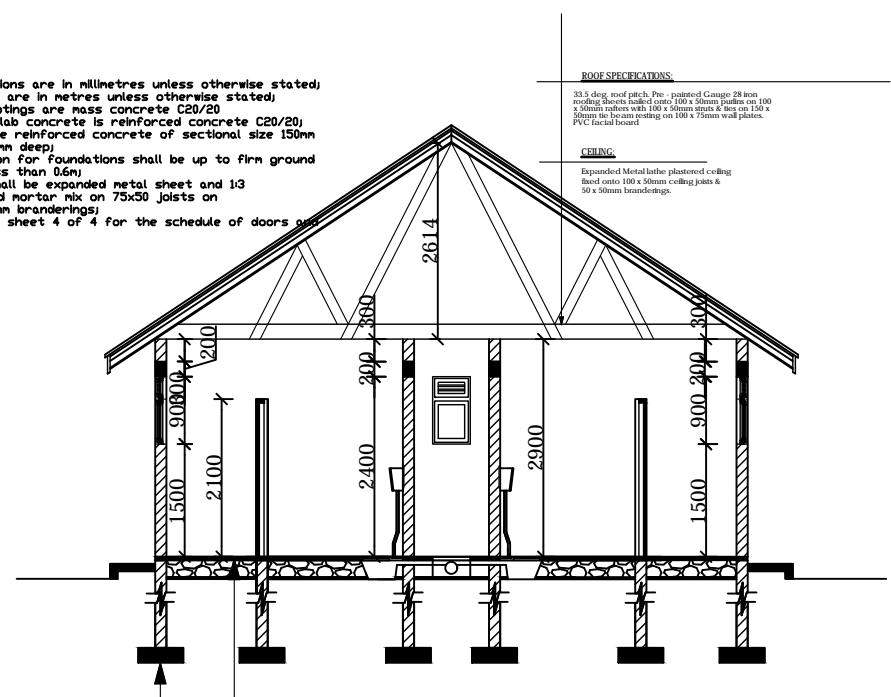 ions are in millimetres unless otherwise stated;
are in metres unless otherwise stated;
otings are mass concrete C20/20
lab concrete is reinforced concrete C20/20;
e reinforced concrete of sectional size 150mm
mm deep;
on for foundations shall be up to firm ground
ss than 0.6m;
hall be expanded metal sheet and 1:3
d mortar mix on 75x50 joists on
mm branderings;
sheet 4 of 4 for the schedule of doors and
ROOF SPECIFICATIONS:
33.5 deg. roof pitch. Pre - painted Gauge 28 iron
roofing sheets nailed onto 100 x 50mm purlins on 100
x 50mm rafters with 100 x 50mm struts & ties on 150 x
50mm tie beam resting on 100 x 75mm wall plates.
PVC facial board
CEILING:
Expanded Metal lathe plastered ceiling
fixed onto 100 x 50mm ceiling joists &
50 x 50mm branderings.
2614
300
300
200
200
200
300
900
900
2100
2400
2900
1500
1500